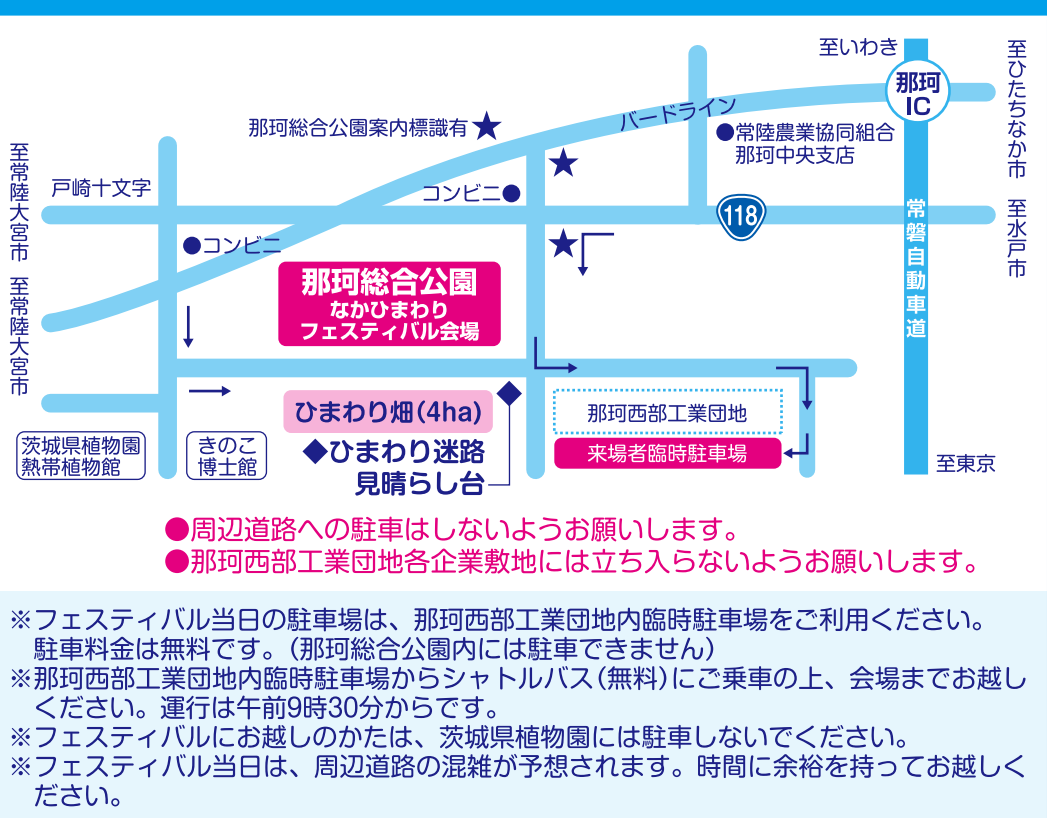 至いわき
至ひたちなか市
那珂
IC
バードライン
那珂総合公園案内標識有★
●常陸農業協同組合
那珂中央支店
★
至常陸大宮市
戸崎十文字
コンビニ●
118
常磐自動車道
至水戸市
●コンビニ
★
那珂総合公園
なかひまわり
フェスティバル会場
至常陸大宮市
ひまわり畑(4ha)
◆
那珂西部工業団地
茨城県植物園
熱帯植物館
きのこ
博士館
◆ひまわり迷路
見晴らし台
来場者臨時駐車場
至東京
●周辺道路への駐車はしないようお願いします。
●那珂西部工業団地各企業敷地には立ち入らないようお願いします。
※フェスティバル当日の駐車場は、那珂西部工業団地内臨時駐車場をご利用ください。
駐車料金は無料です。(那珂総合公園内には駐車できません)
※那珂西部工業団地内臨時駐車場からシャトルバス(無料)にご乗車の上、会場までお越し
ください。運行は午前9時30分からです。
※フェスティバルにお越しのかたは、茨城県植物園には駐車しないでください。
※フェスティバル当日は、周辺道路の混雑が予想されます。時間に余裕を持ってお越しく
ださい。